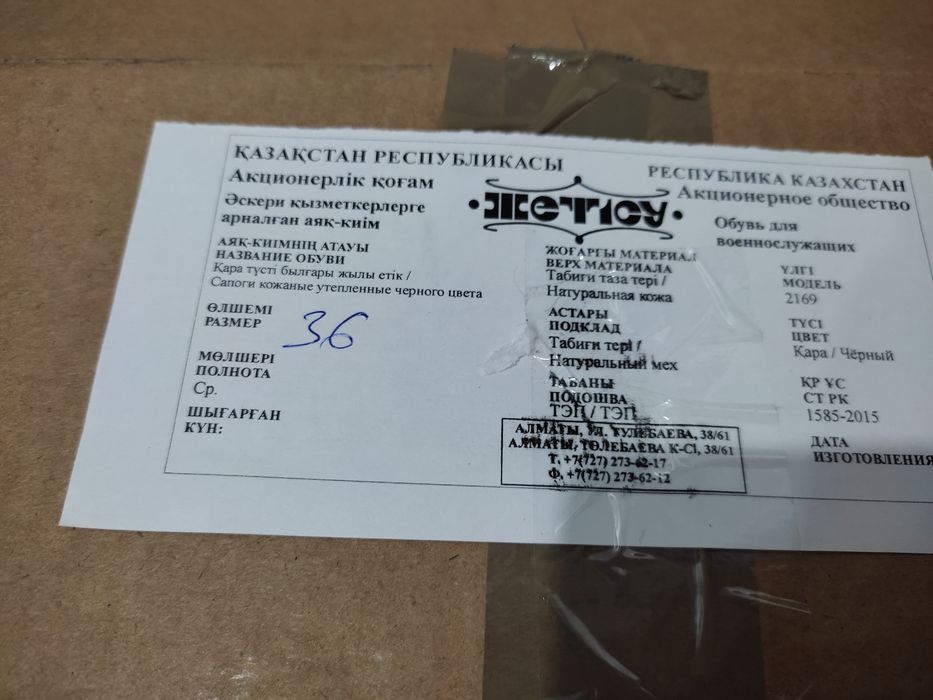 ҚАЗАҚСТАН РЕСПУБЛИКАСЫ
Акционерлік қоғам
Әскери қызметкерлерге
арналған аяқ-киім
АЯҚ-КИІМНІҢ АТАУЫ
НАЗВАНИЕ ОБУВИ
Қара түсті былғары жылы етік /
Сапоги кожаные утепленные черного цвета
ӨЛШЕМІ
РАЗМЕР 36
МӨЛШЕРІ
ПОЛНОТА
Ср.
ШЫҒАРҒАН
КҮН:
•ЖЕТІСУ•
ЖОҒАРҒЫ МАТЕРИАЛ
ВЕРХ МАТЕРИАЛА
Табиғи таза тері /
Натуральная кожа
АСТАРЫ
ПОДКЛАД
Табиғи тері /
Натуральный мех
ТАБАНЫ
ПОДОШВА
ТЭП / ТЭП
АЛМАТЫ, УЛ. ТУЛЕБАЕВА, 38/61
АЛМАТЫ, ТӨЛЕБАЕВА К-СІ, 38/61
Т. +7(727) 273-62-17
Ф. +7(727) 273-62-12
РЕСПУБЛИКА КАЗАХСТАН
Акционерное общество
Обувь для
военнослужащих
ҮЛГІ
МОДЕЛЬ
2169
ТҮСІ
ЦВЕТ
Қара / Чёрный
ҚР ҰС
СТ РК
1585-2015
ДАТА
ИЗГОТОВЛЕНИЯ